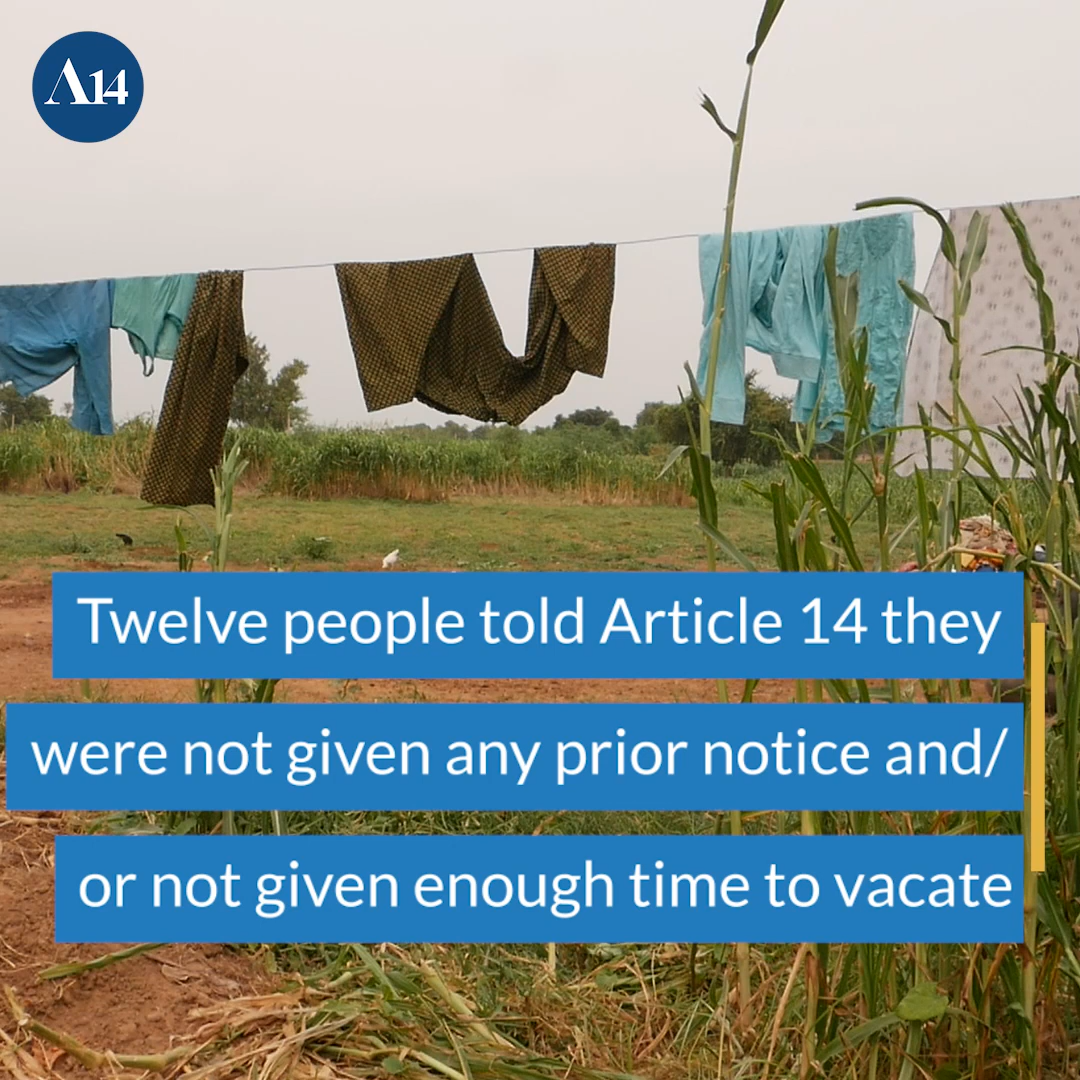 A14
Twelve people told Article 14 they
were not given any prior notice and/
or not given enough time to vacate